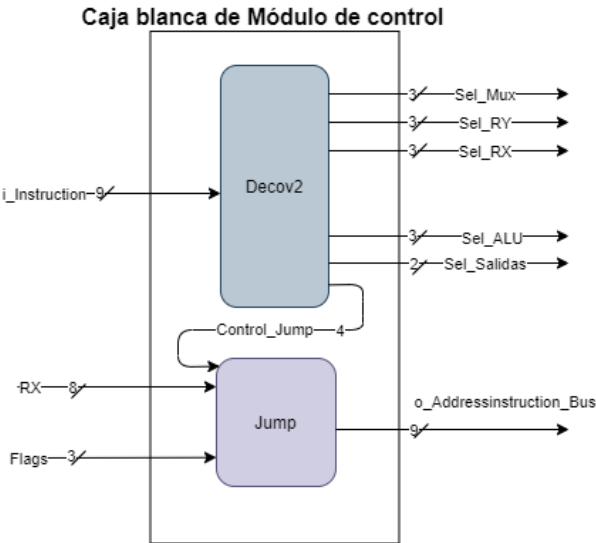 Caja blanca de Módulo de control
3 Sel_Mux
3 Sel_RY
3 Sel_RX
i_Instruction 9
Decov2
3 Sel_ALU
2 Sel_Salidas
Control_Jump 4
RX 8
o_Addressinstruction_Bus
Jump
9
Flags 3